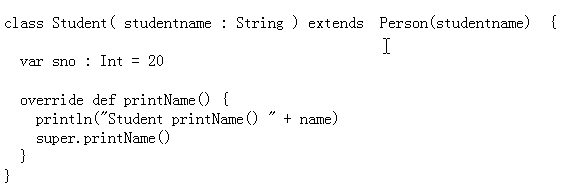 class Student( studentname : String ) extends  Person(studentname)  {
var sno : Int = 20
override def printName() {
println("Student printName() " + name)
super.printName()
}
}